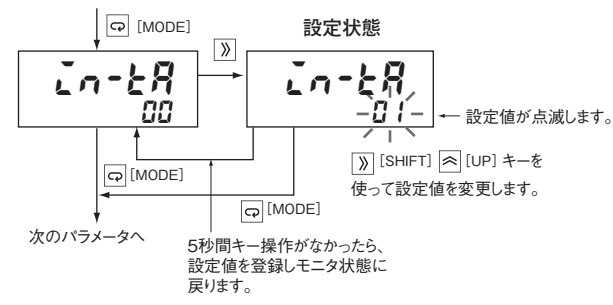 [MODE]
設定状態
in-tA
00
in-tA
01
設定値が点滅します。
[SHIFT] [UP] キーを
使って設定値を変更します。
[MODE]
[MODE]
次のパラメータへ
5秒間キー操作がなかったら、
設定値を登録しモニタ状態に
戻ります。